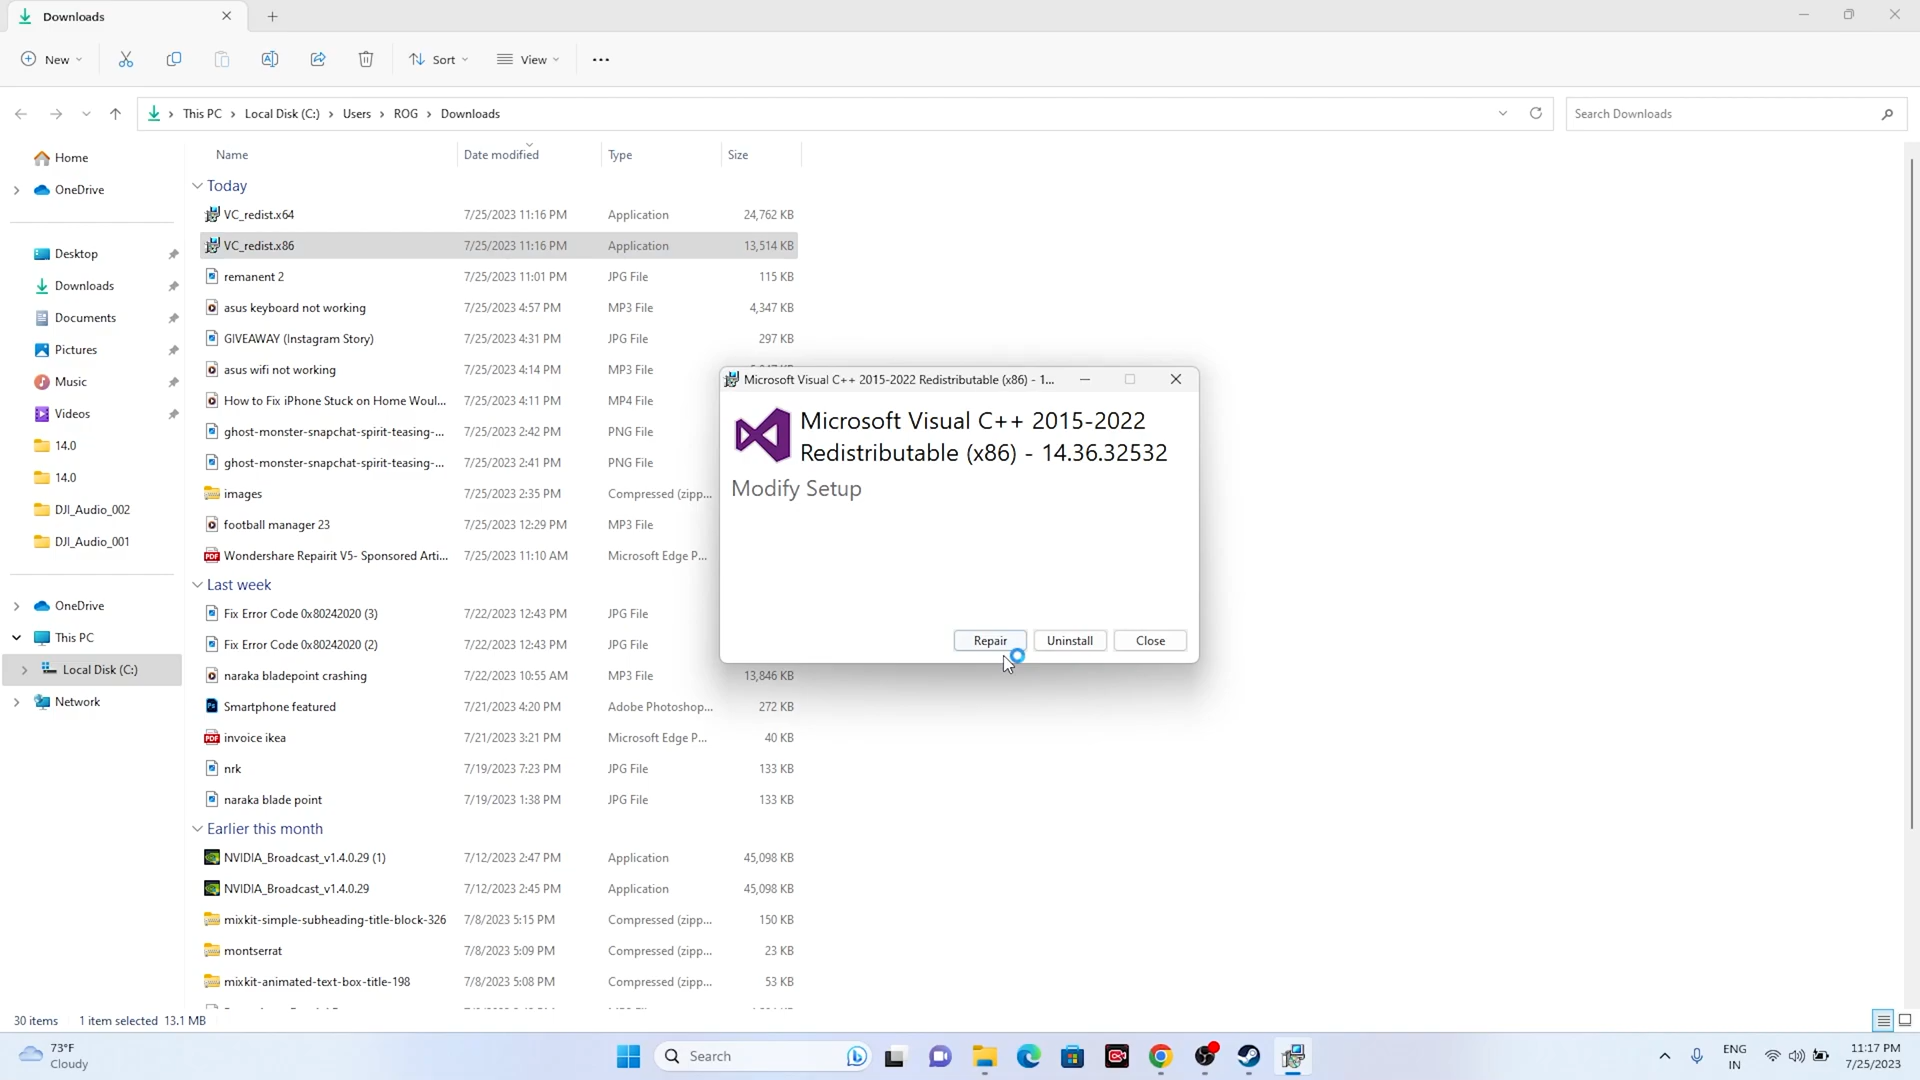 Downloads
New
Sort
View
This PC > Local Disk (C:) > Users > ROG > Downloads
Search Downloads
Home
OneDrive
Desktop
Downloads
Documents
Pictures
Music
Videos
14.0
14.0
DJI_Audio_002
DJI_Audio_001
OneDrive
This PC
Local Disk (C:)
Network
Name Date modified Type Size
Today
VC_redist.x64 7/25/2023 11:16 PM Application 24,762 KB
VC_redist.x86 7/25/2023 11:16 PM Application 13,514 KB
remanent 2 7/25/2023 11:01 PM JPG File 115 KB
asus keyboard not working 7/25/2023 4:57 PM MP3 File 4,347 KB
GIVEAWAY (Instagram Story) 7/25/2023 4:31 PM JPG File 297 KB
asus wifi not working 7/25/2023 4:14 PM MP3 File
How to Fix iPhone Stuck on Home Woul... 7/25/2023 4:11 PM MP4 File
ghost-monster-snapchat-spirit-teasing-... 7/25/2023 2:42 PM PNG File
ghost-monster-snapchat-spirit-teasing-... 7/25/2023 2:41 PM PNG File
images 7/25/2023 2:35 PM Compressed (zipp...
football manager 23 7/25/2023 12:29 PM MP3 File
Wondershare Repairit V5- Sponsored Arti... 7/25/2023 11:10 AM Microsoft Edge P...
Last week
Fix Error Code 0x80242020 (3) 7/22/2023 12:43 PM JPG File
Fix Error Code 0x80242020 (2) 7/22/2023 12:43 PM JPG File
naraka bladepoint crashing 7/22/2023 10:55 AM MP3 File 13,846 KB
Smartphone featured 7/21/2023 4:20 PM Adobe Photoshop... 272 KB
invoice ikea 7/21/2023 3:21 PM Microsoft Edge P... 40 KB
nrk 7/19/2023 7:23 PM JPG File 133 KB
naraka blade point 7/19/2023 1:38 PM JPG File 133 KB
Earlier this month
NVIDIA_Broadcast_v1.4.0.29 (1) 7/12/2023 2:47 PM Application 45,098 KB
NVIDIA_Broadcast_v1.4.0.29 7/12/2023 2:45 PM Application 45,098 KB
mixkit-simple-subheading-title-block-326 7/8/2023 5:15 PM Compressed (zipp... 150 KB
montserrat 7/8/2023 5:09 PM Compressed (zipp... 23 KB
mixkit-animated-text-box-title-198 7/8/2023 5:08 PM Compressed (zipp... 53 KB
Microsoft Visual C++ 2015-2022 Redistributable (x86) - 1...
Microsoft Visual C++ 2015-2022
Redistributable (x86) - 14.36.32532
Modify Setup
Repair
Uninstall
Close
30 items 1 item selected 13.1 MB
73°F
Cloudy
Search
ENG
IN
11:17 PM
7/25/2023